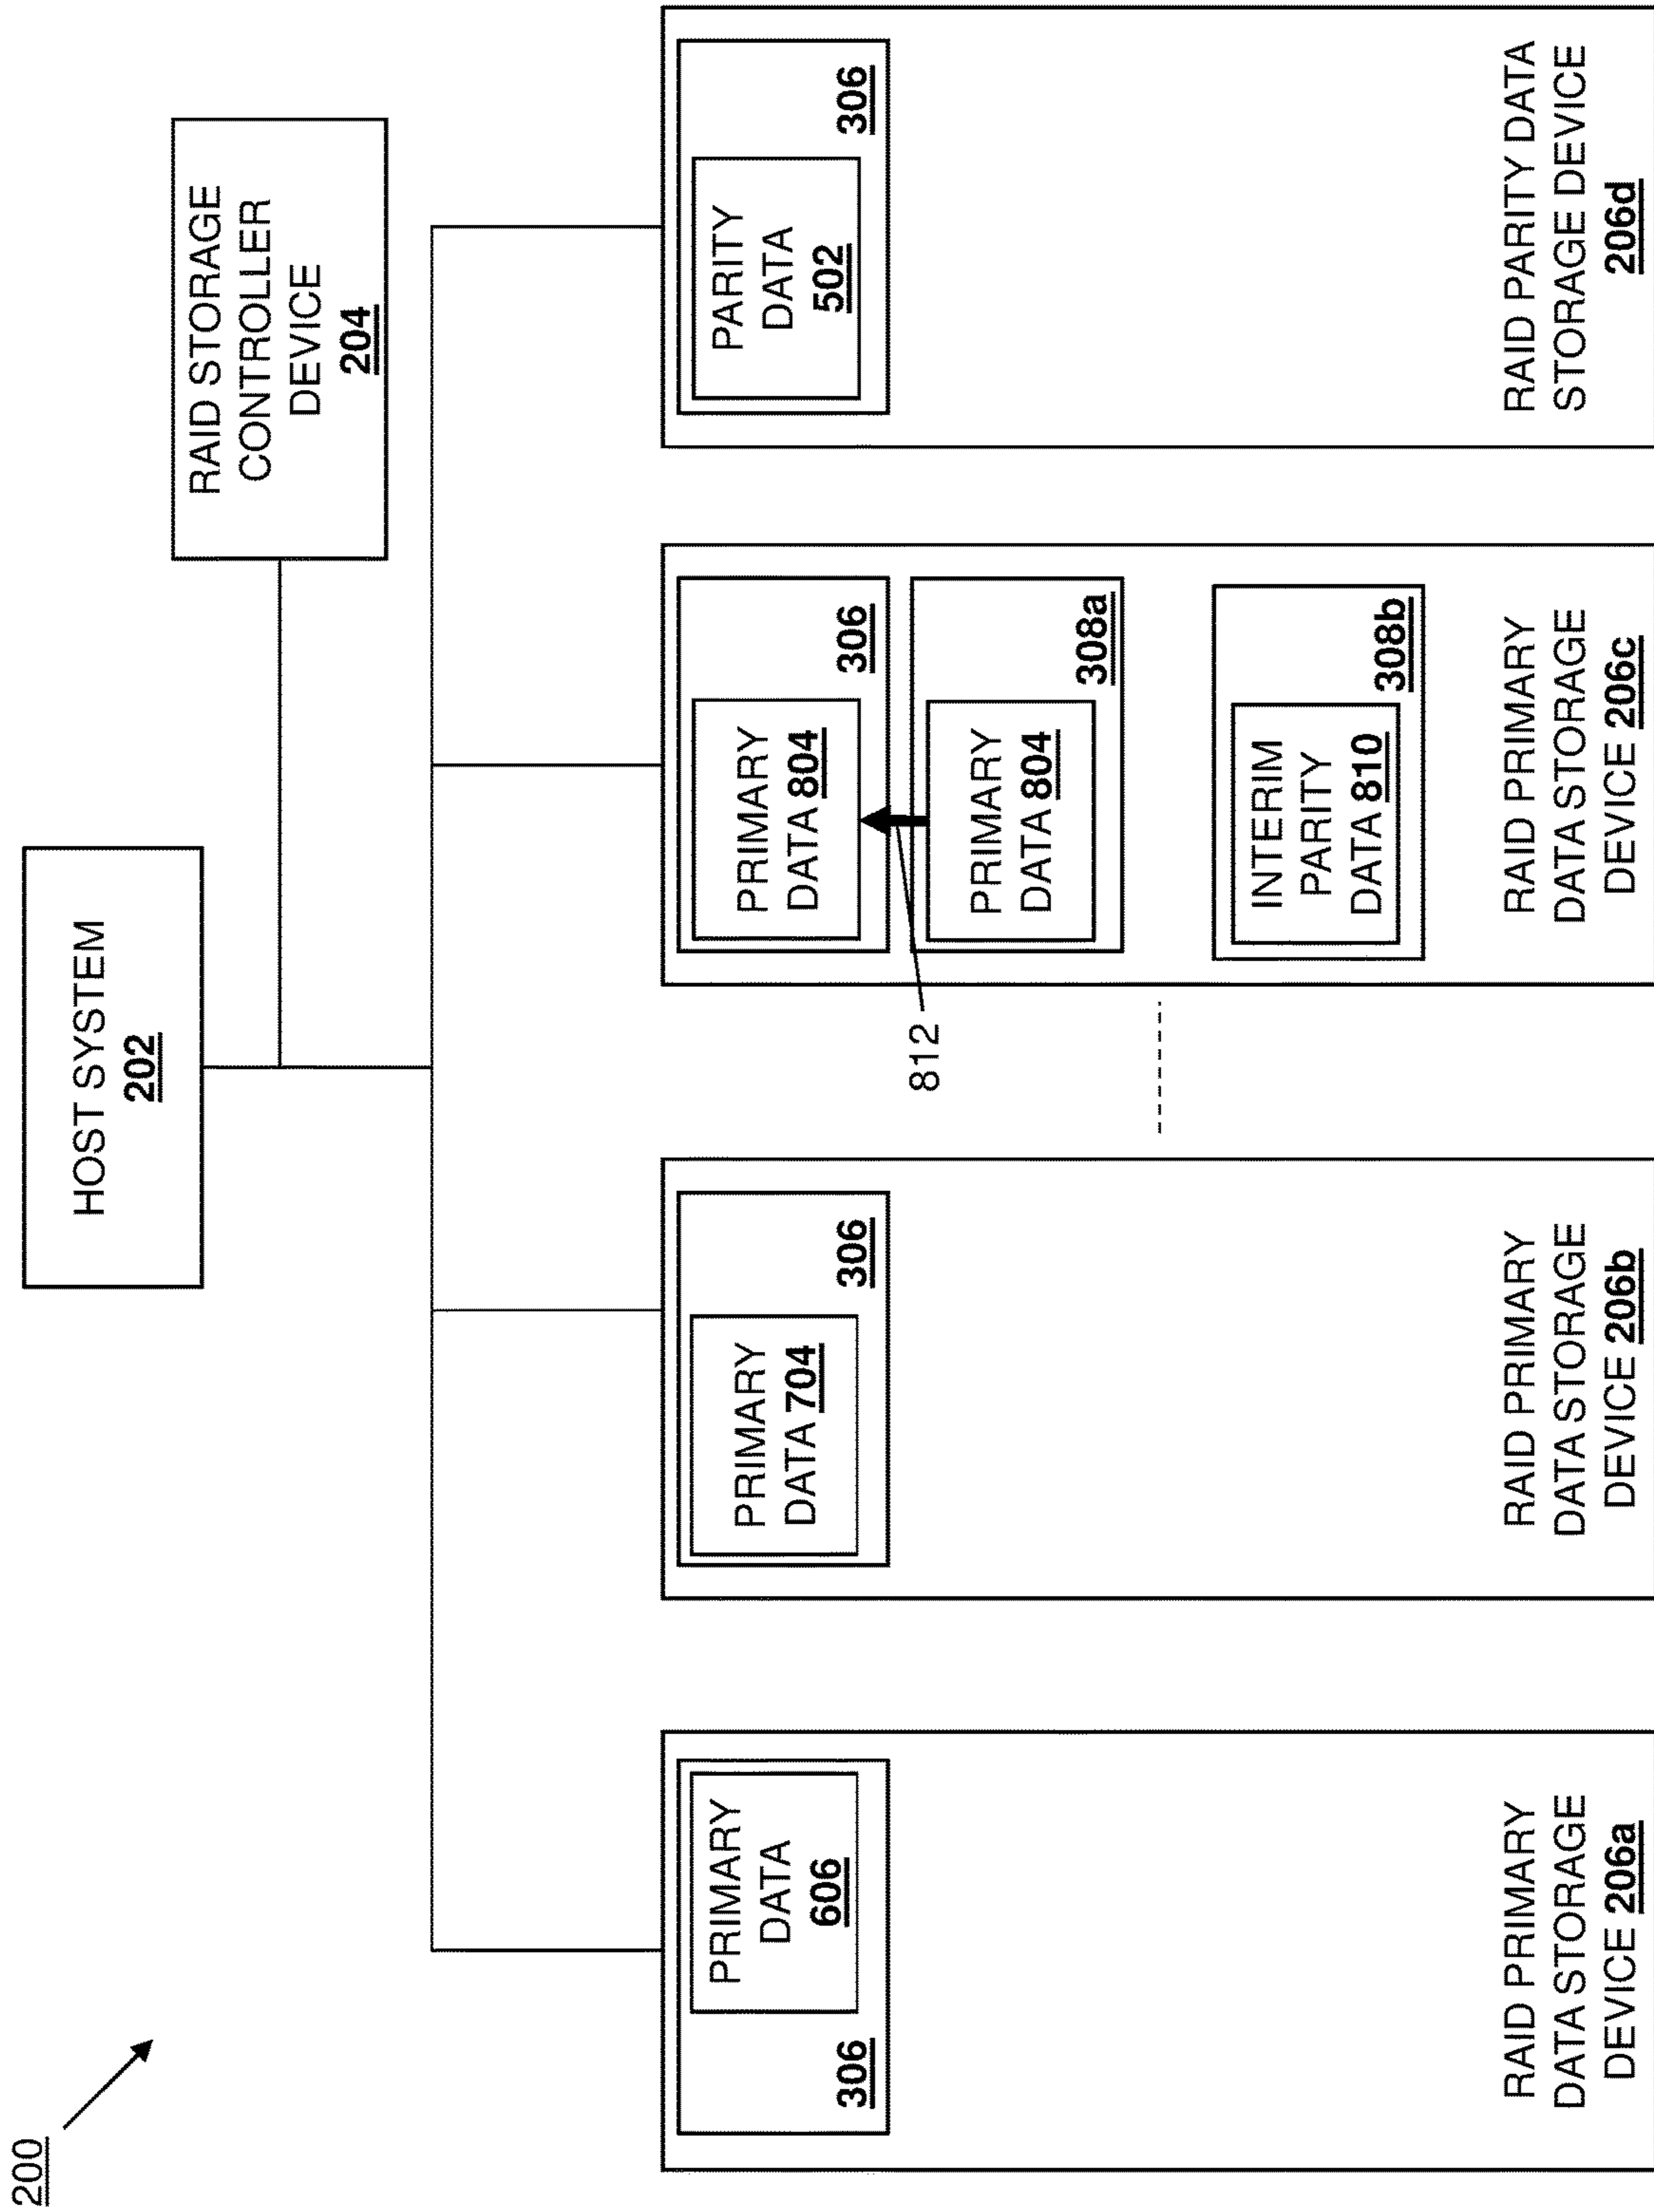 200
HOST SYSTEM
202
RAID STORAGE
CONTROLLER
DEVICE
204
PRIMARY
DATA
606
306
RAID PRIMARY
DATA STORAGE
DEVICE 206a
PRIMARY
DATA 704
306
RAID PRIMARY
DATA STORAGE
DEVICE 206b
812
PRIMARY
DATA 804
306
PRIMARY
DATA 804
308a
INTERIM
PARITY
DATA 810
308b
RAID PRIMARY
DATA STORAGE
DEVICE 206c
PARITY
DATA
502
306
RAID PARITY DATA
STORAGE DEVICE
206d